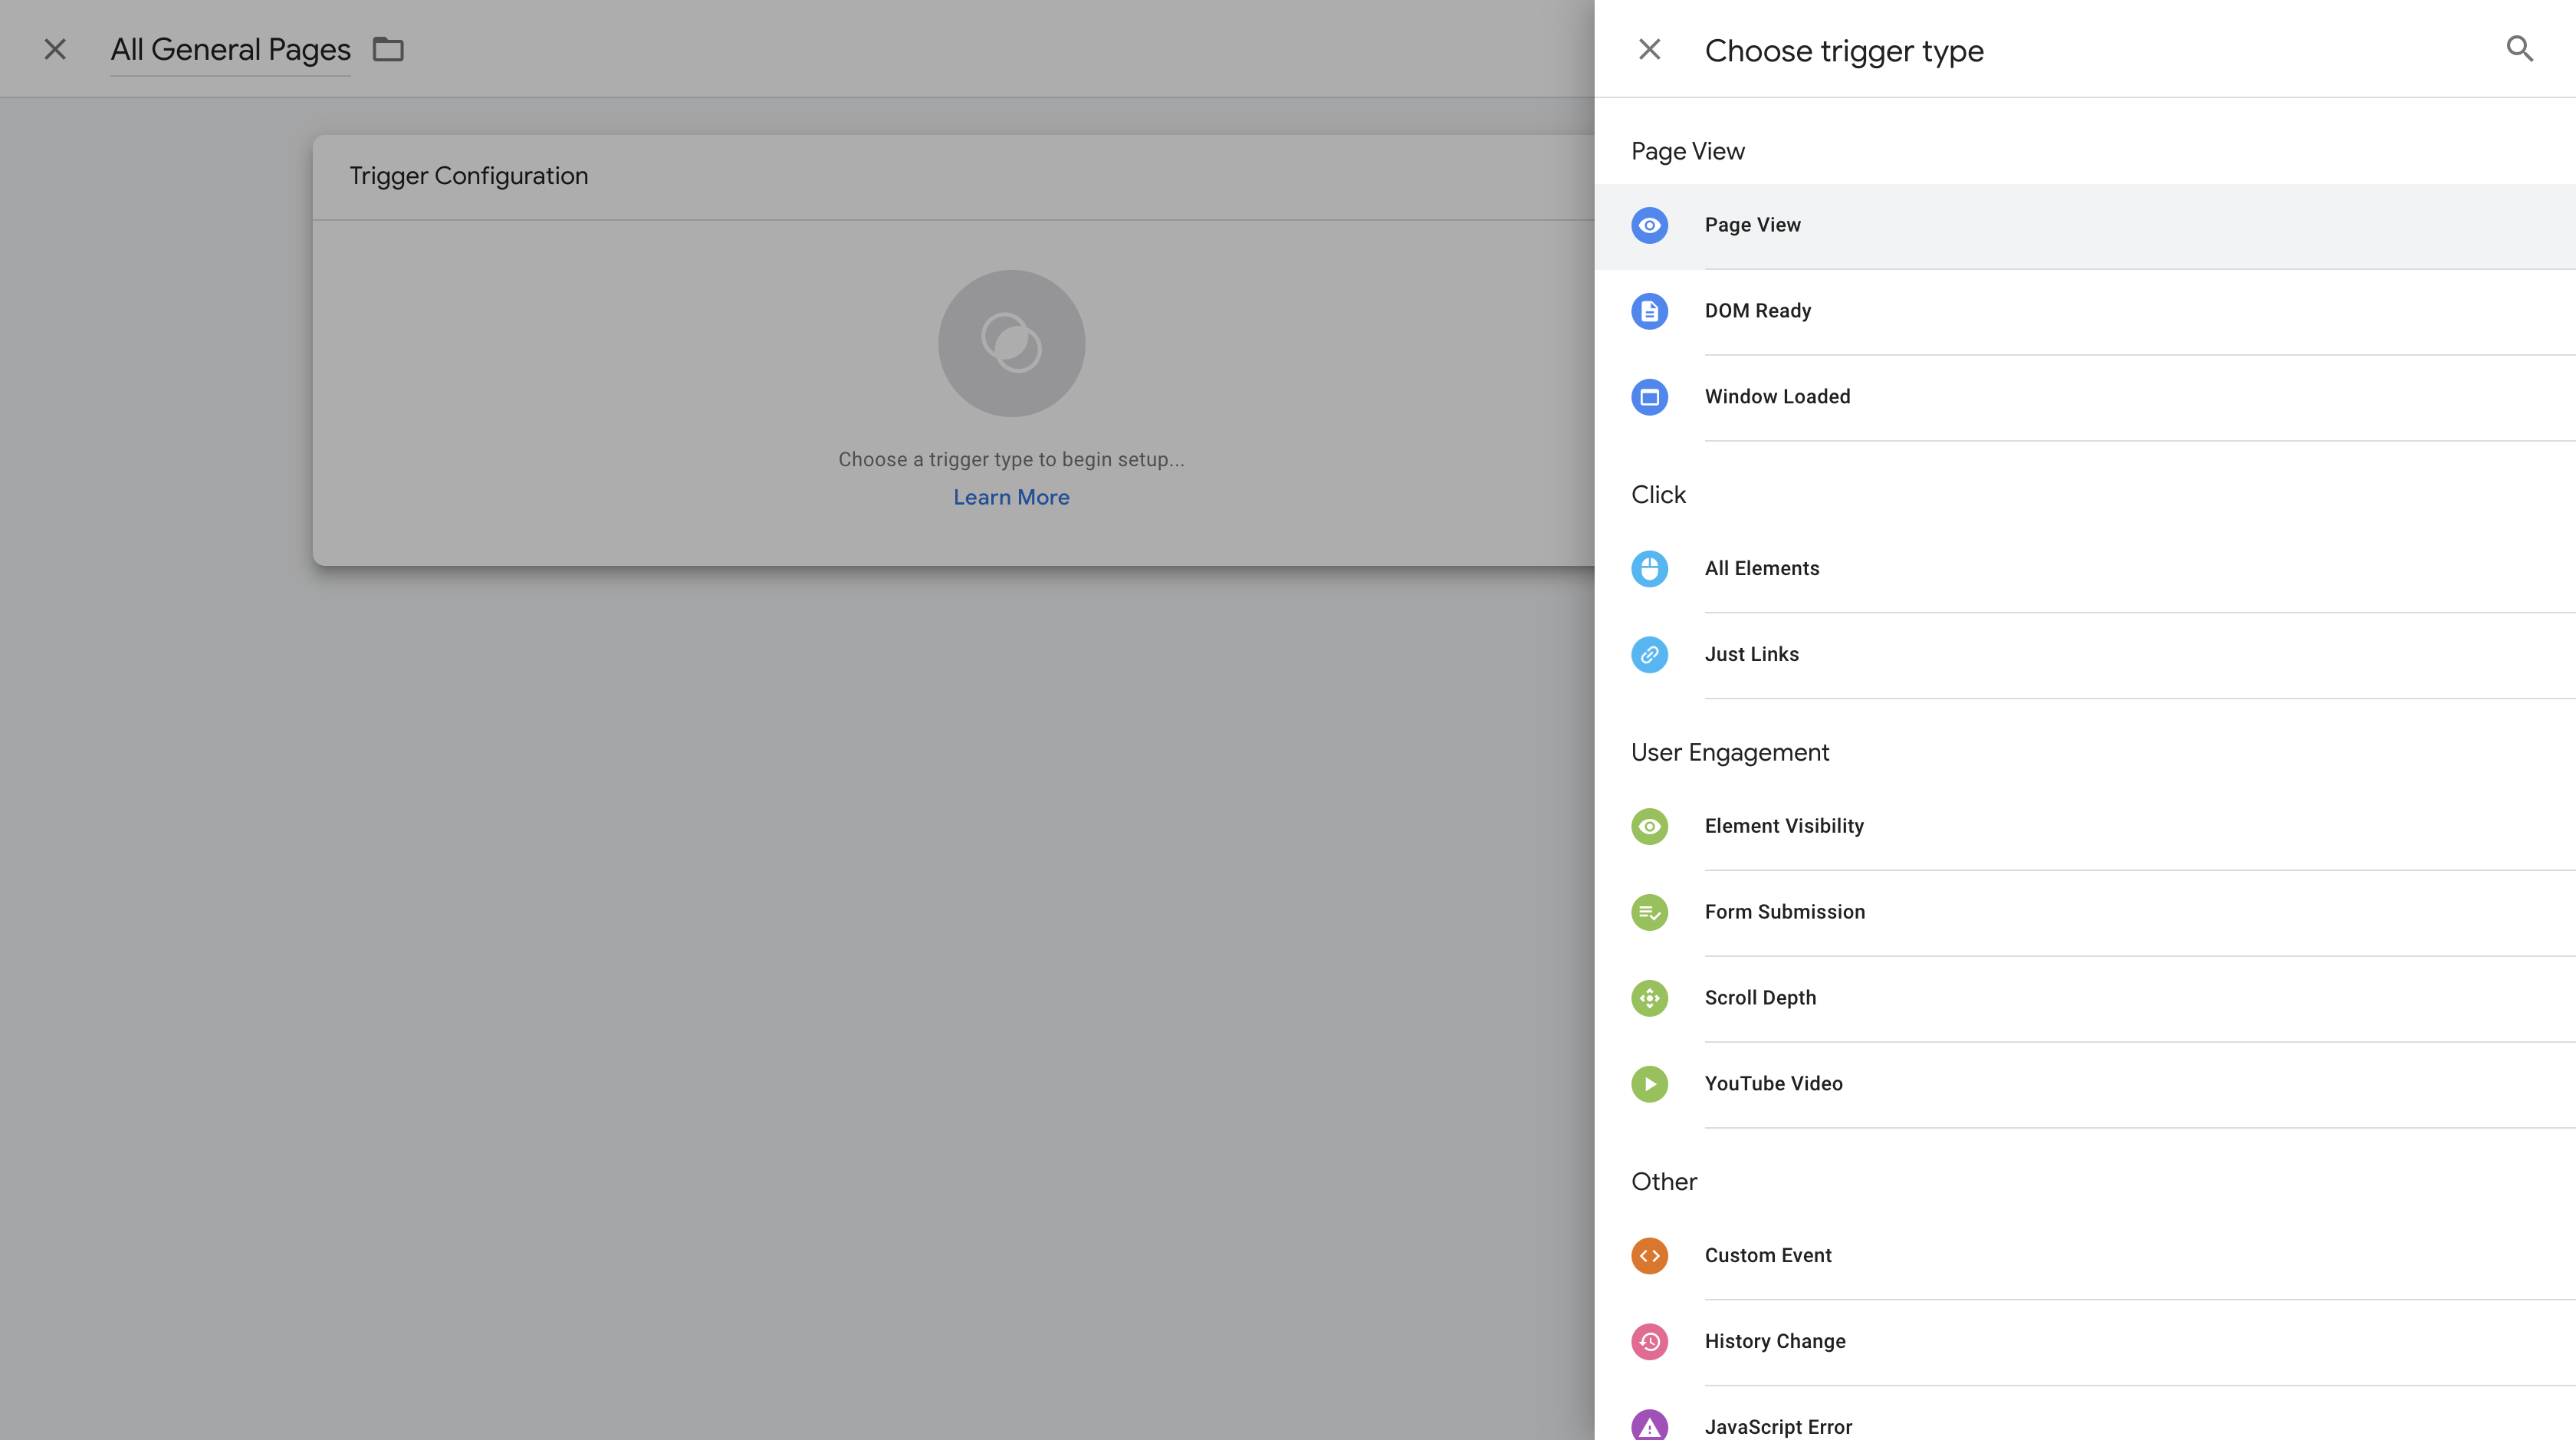 All General Pages
Trigger Configuration
Choose a trigger type to begin setup...
Learn More
Choose trigger type
Page View
Page View
DOM Ready
Window Loaded
Click
All Elements
Just Links
User Engagement
Element Visibility
Form Submission
Scroll Depth
YouTube Video
Other
Custom Event
History Change
JavaScript Error